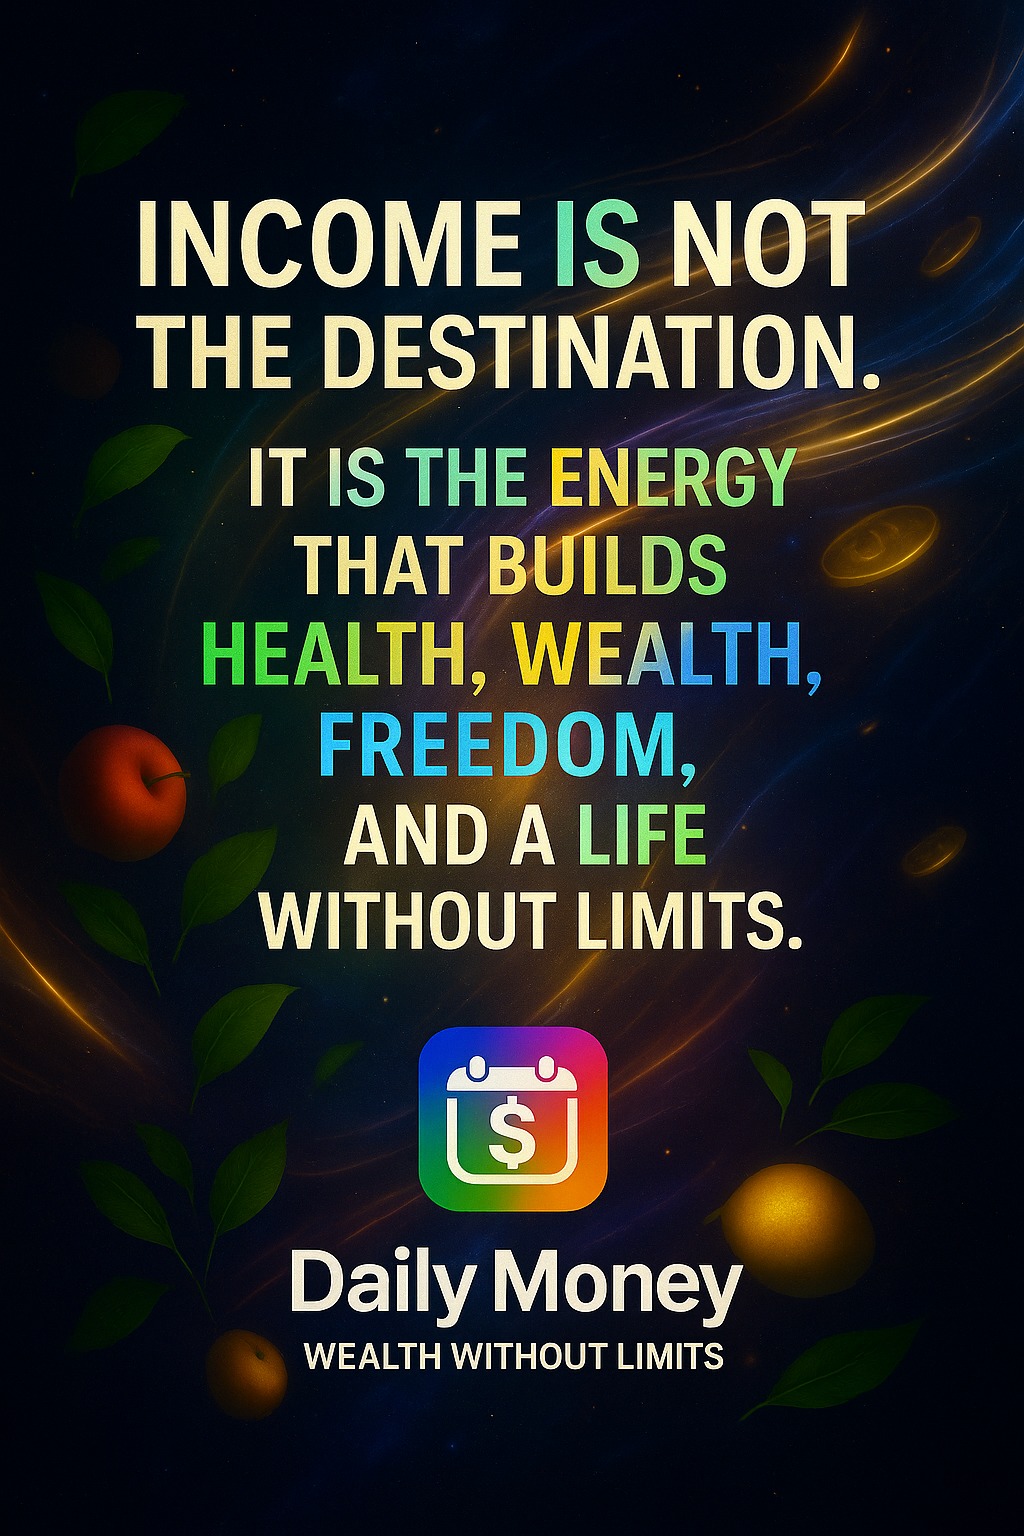 INCOME IS NOT
THE DESTINATION.
IT IS THE ENERGY
THAT BUILDS
HEALTH, WEALTH,
FREEDOM,
AND A LIFE
WITHOUT LIMITS.
$
Daily Money
WEALTH WITHOUT LIMITS